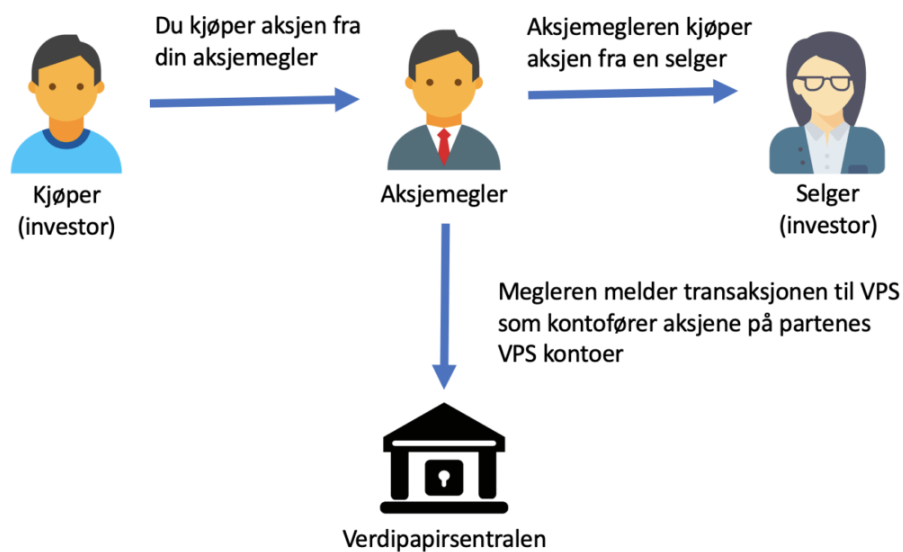 Du kjøper aksjen fra
din aksjemegler
Aksjemegleren kjøper
aksjen fra en selger
Kjøper
(investor)
Aksjemegler
Selger
(investor)
Megleren melder transaksjonen til VPS
som kontofører aksjene på partenes
VPS kontoer
Verdipapirsentralen